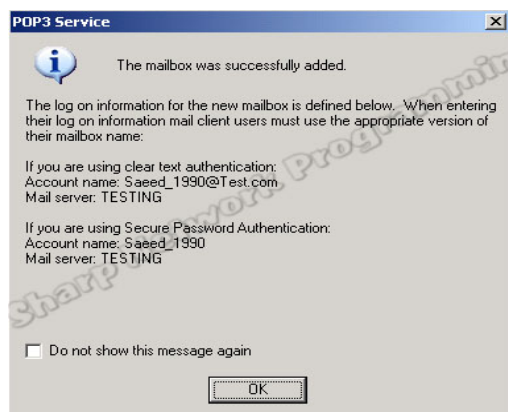 POP3 Service
The mailbox was successfully added.
The log on information for the new mailbox is defined below. When entering
their log on information mail client users must use the appropriate version of
their mailbox name:
If you are using clear text authentication:
Account name: Saeed_1990@Test.com
Mail server: TESTING
If you are using Secure Password Authentication:
Account name: Saeed_1990
Mail server: TESTING
Sharp Network Programming
Do not show this message again
OK